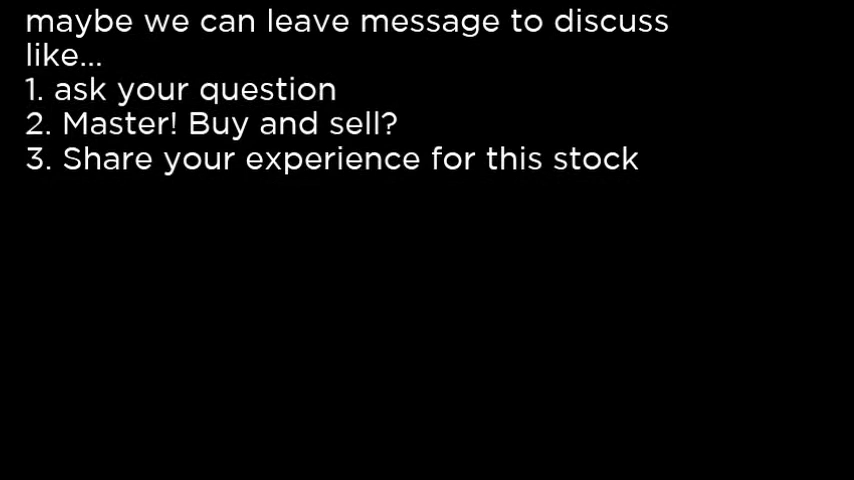 maybe we can leave message to discuss
like...
1. ask your question
2. Master! Buy and sell?
3. Share your experience for this stock